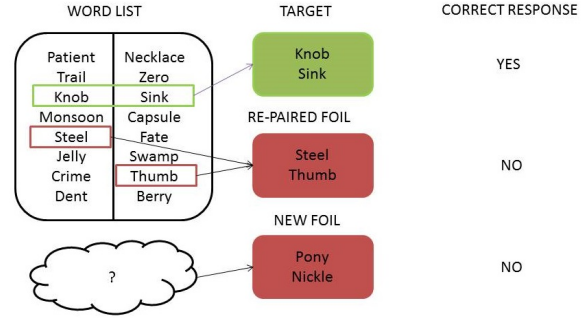 WORD LIST
TARGET
CORRECT RESPONSE
Patient Necklace
Trail Zero
Knob Sink
Monsoon Capsule
Steel Fate
Jelly Swamp
Crime Thumb
Dent Berry
Knob
Sink
YES
RE-PAIRED FOIL
Steel
Thumb
NO
NEW FOIL
?
Pony
Nickle
NO